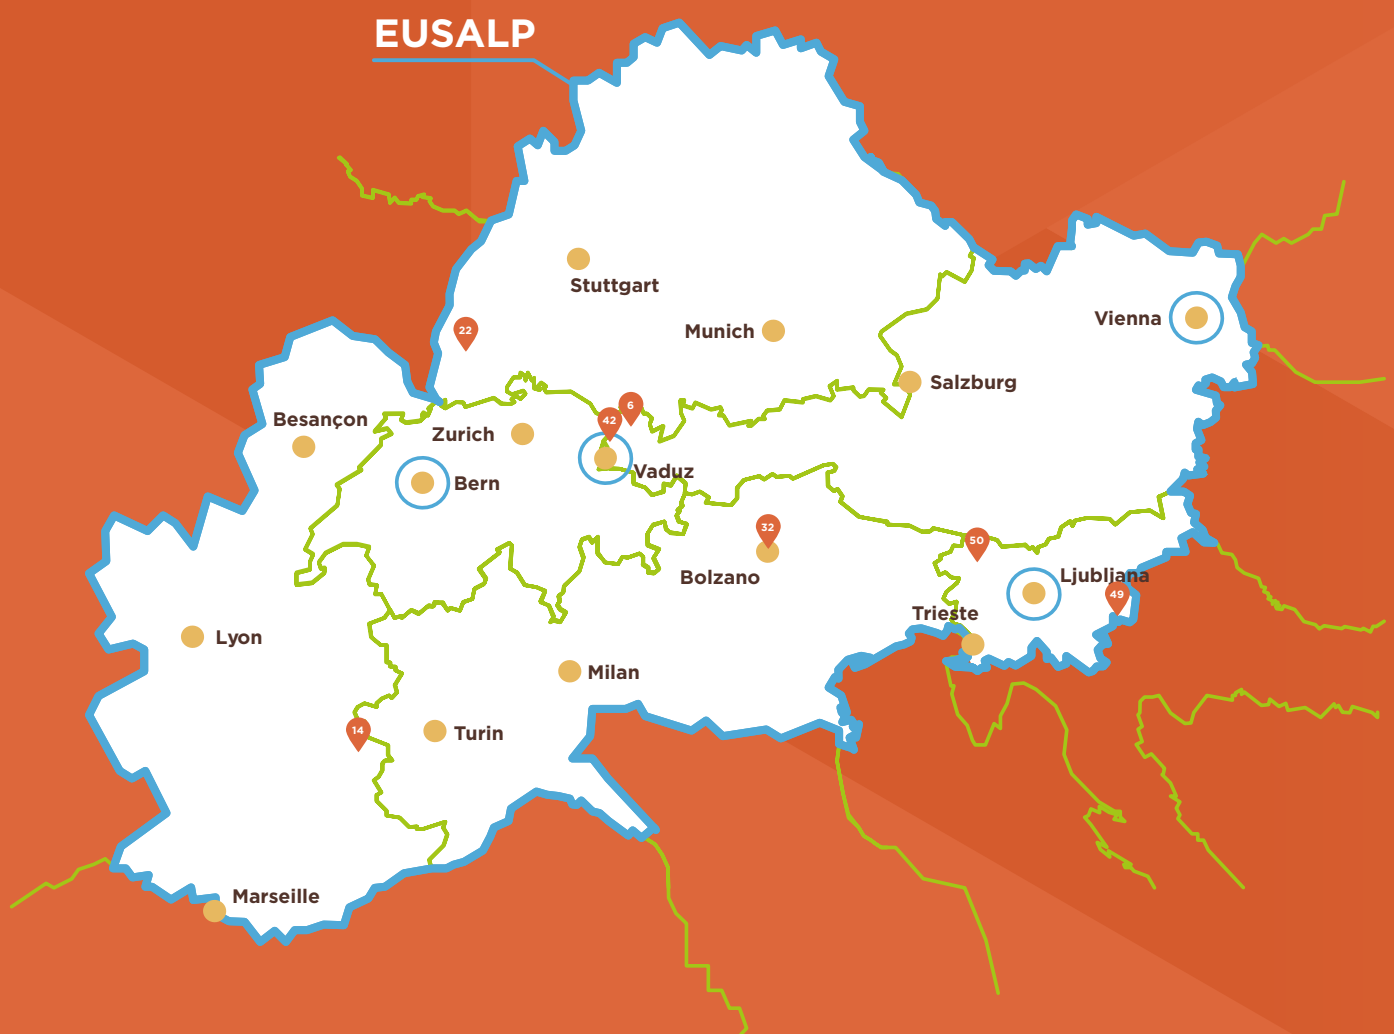 EUSALP
Stuttgart
22
Munich
Vienna
Salzburg
Besançon
Zurich
42
6
Bern
Vaduz
32
Bolzano
50
Ljubljana
49
Trieste
Lyon
Milan
14
Turin
Marseille